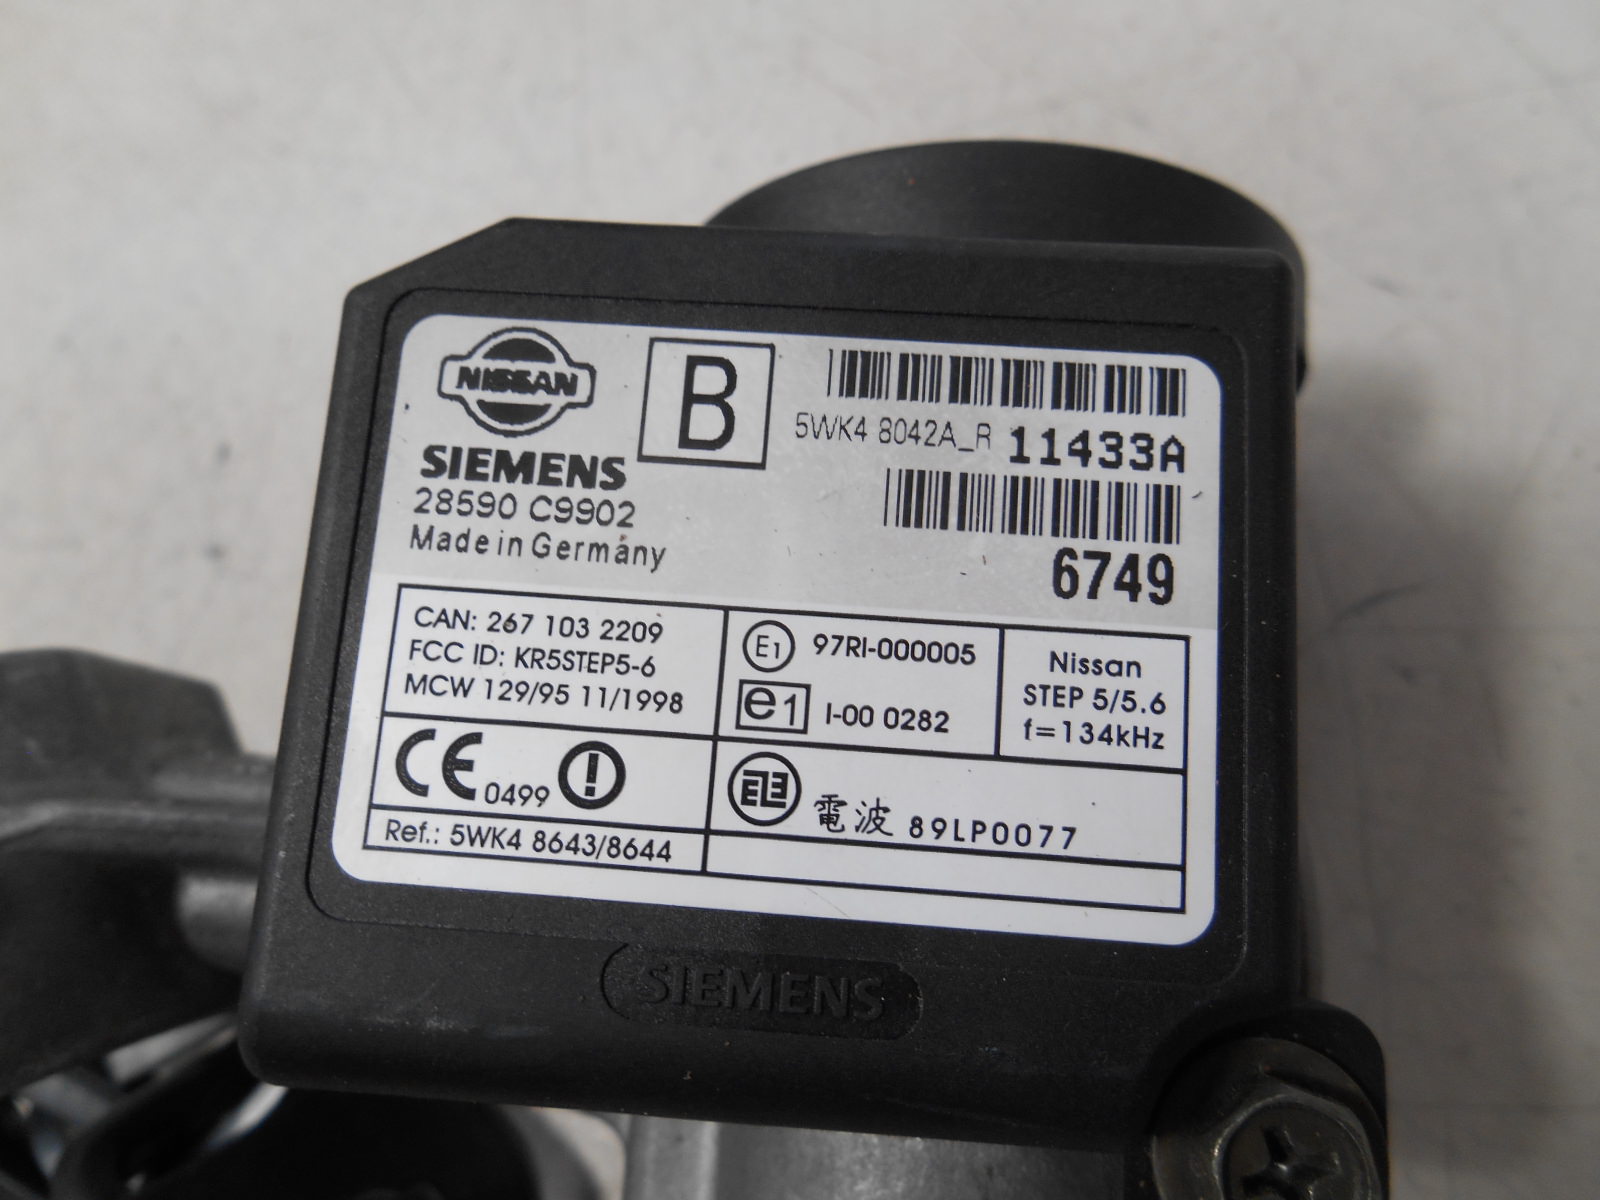 NISSAN
SIEMENS
28590 C9902
Made in Germany
B
5WK4 8042A_R 11433A
6749
CAN: 267 103 2209
FCC ID: KR5STEP5-6
MCW 129/95 11/1998
E1 97RI-000005
e1 I-00 0282
Nissan
STEP 5/5.6
f=134kHz
CE 0499 !
電波 89LP0077
Ref.: 5WK4 8643/8644
SIEMENS